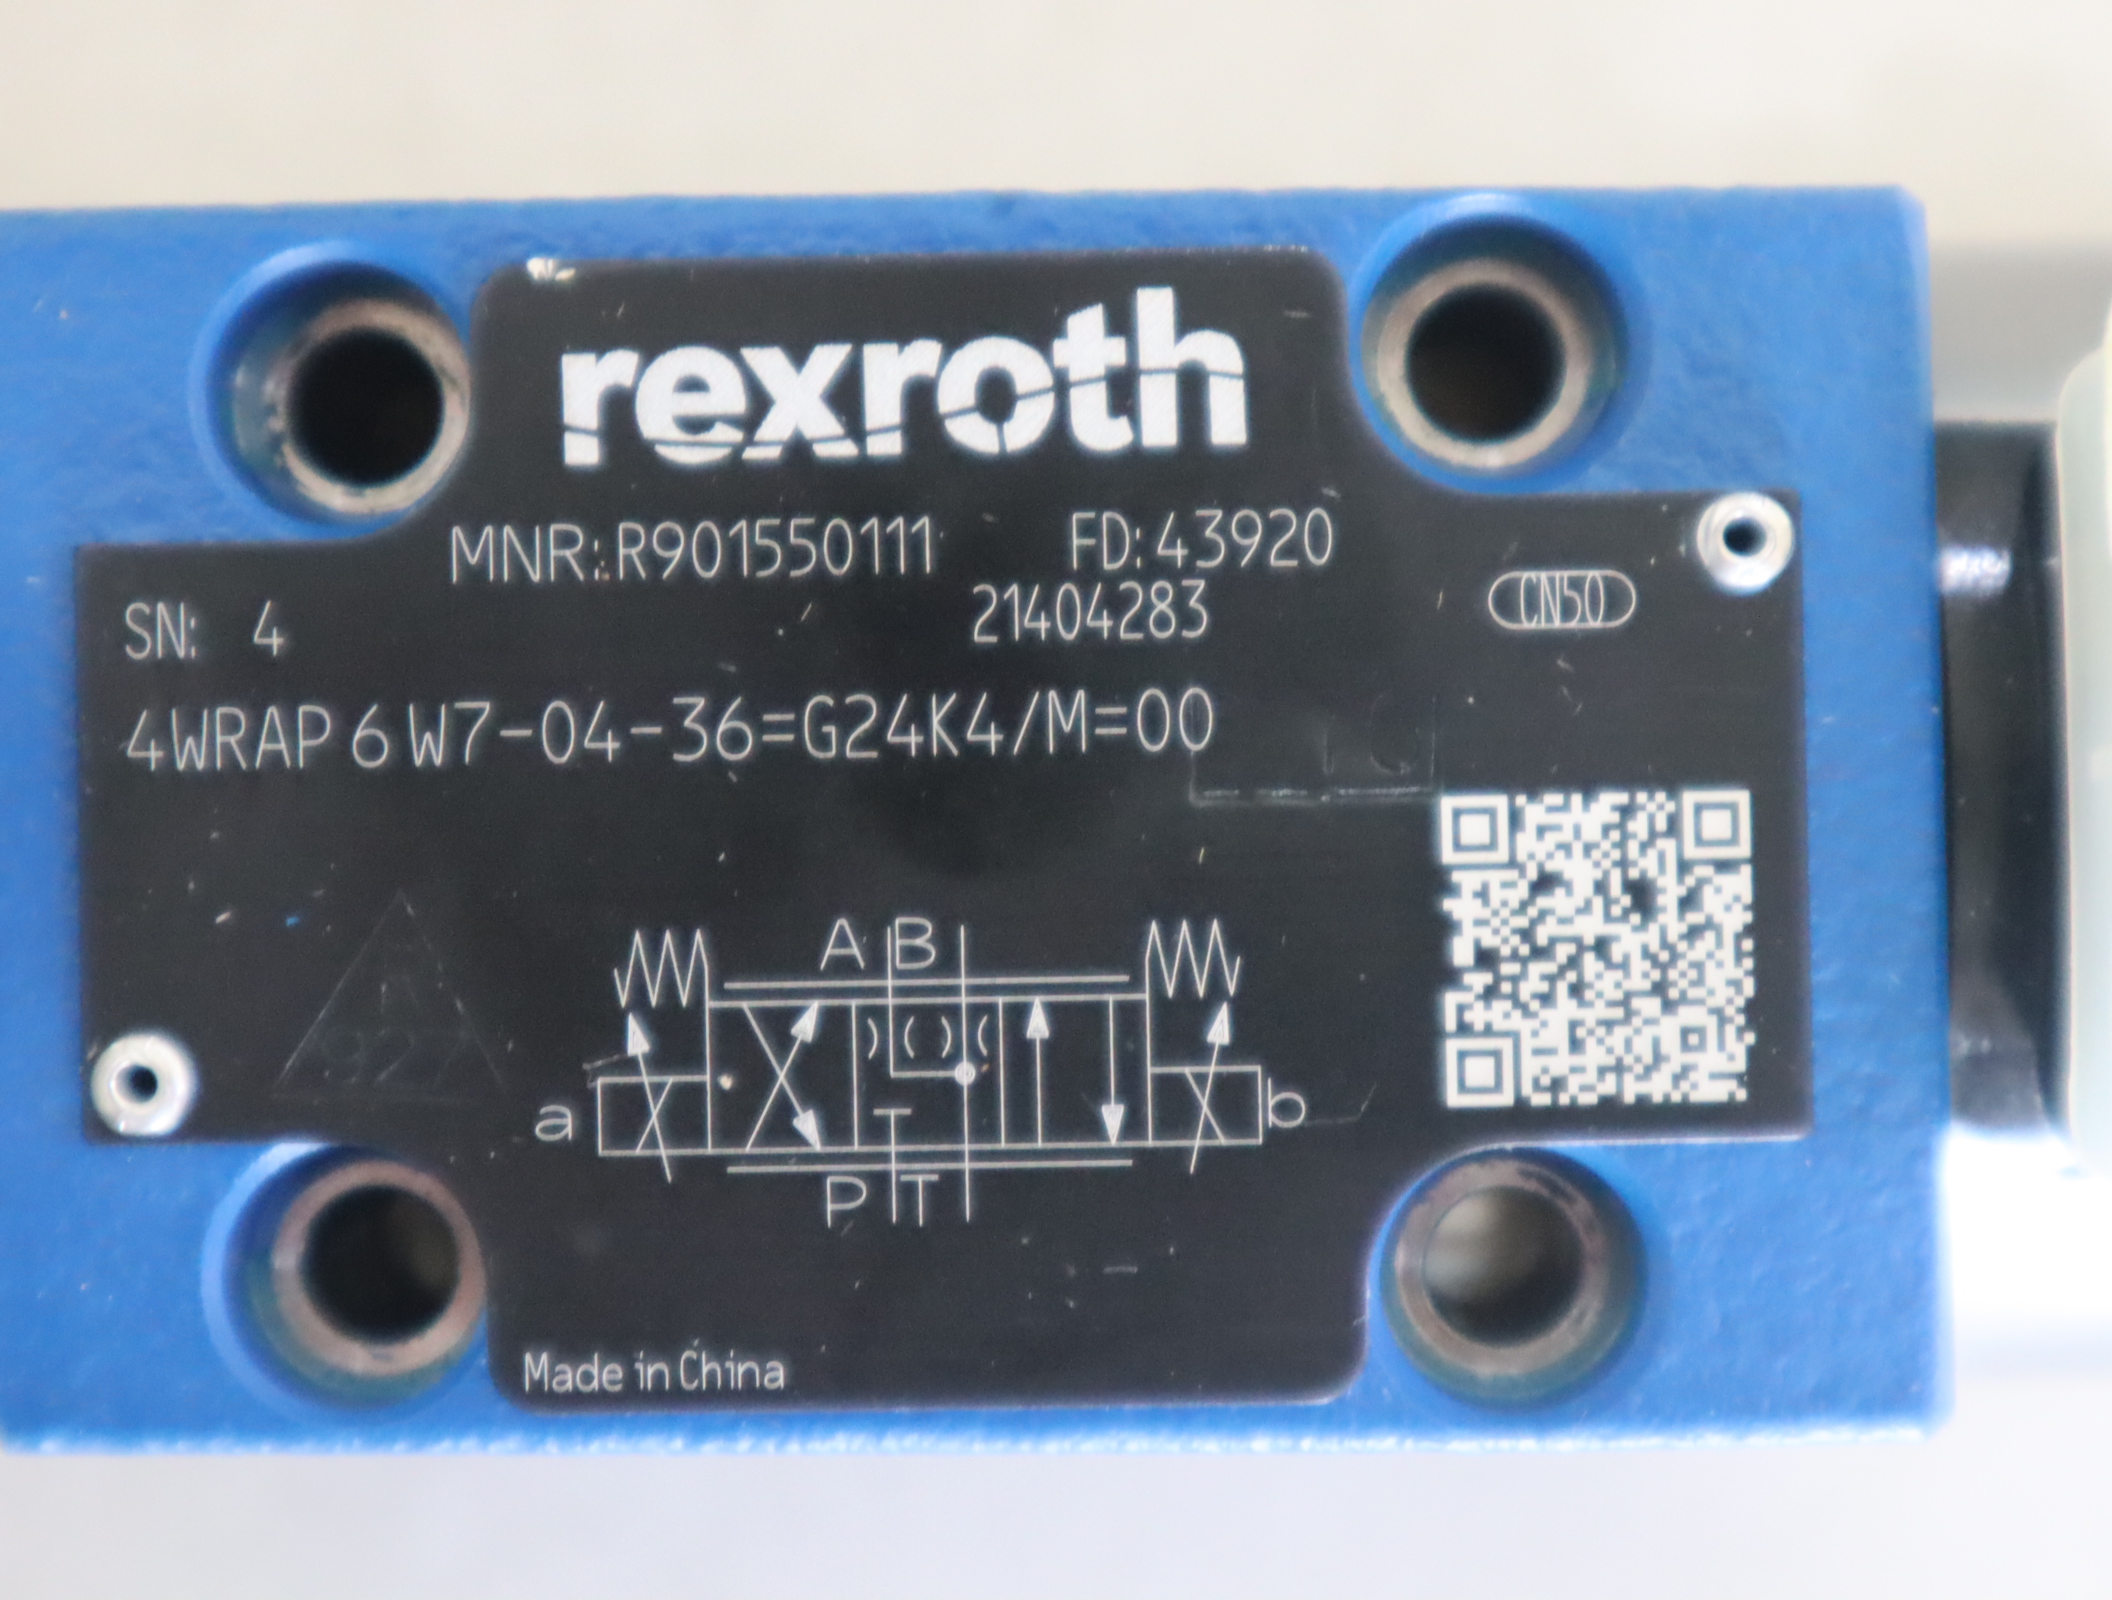 rexroth
MNR: R901550111 FD: 43920
SN: 4 21404283 CN50
4WRAP 6 W7-04-36=G24K4/M=00
A B
a T b
P T
Made in China